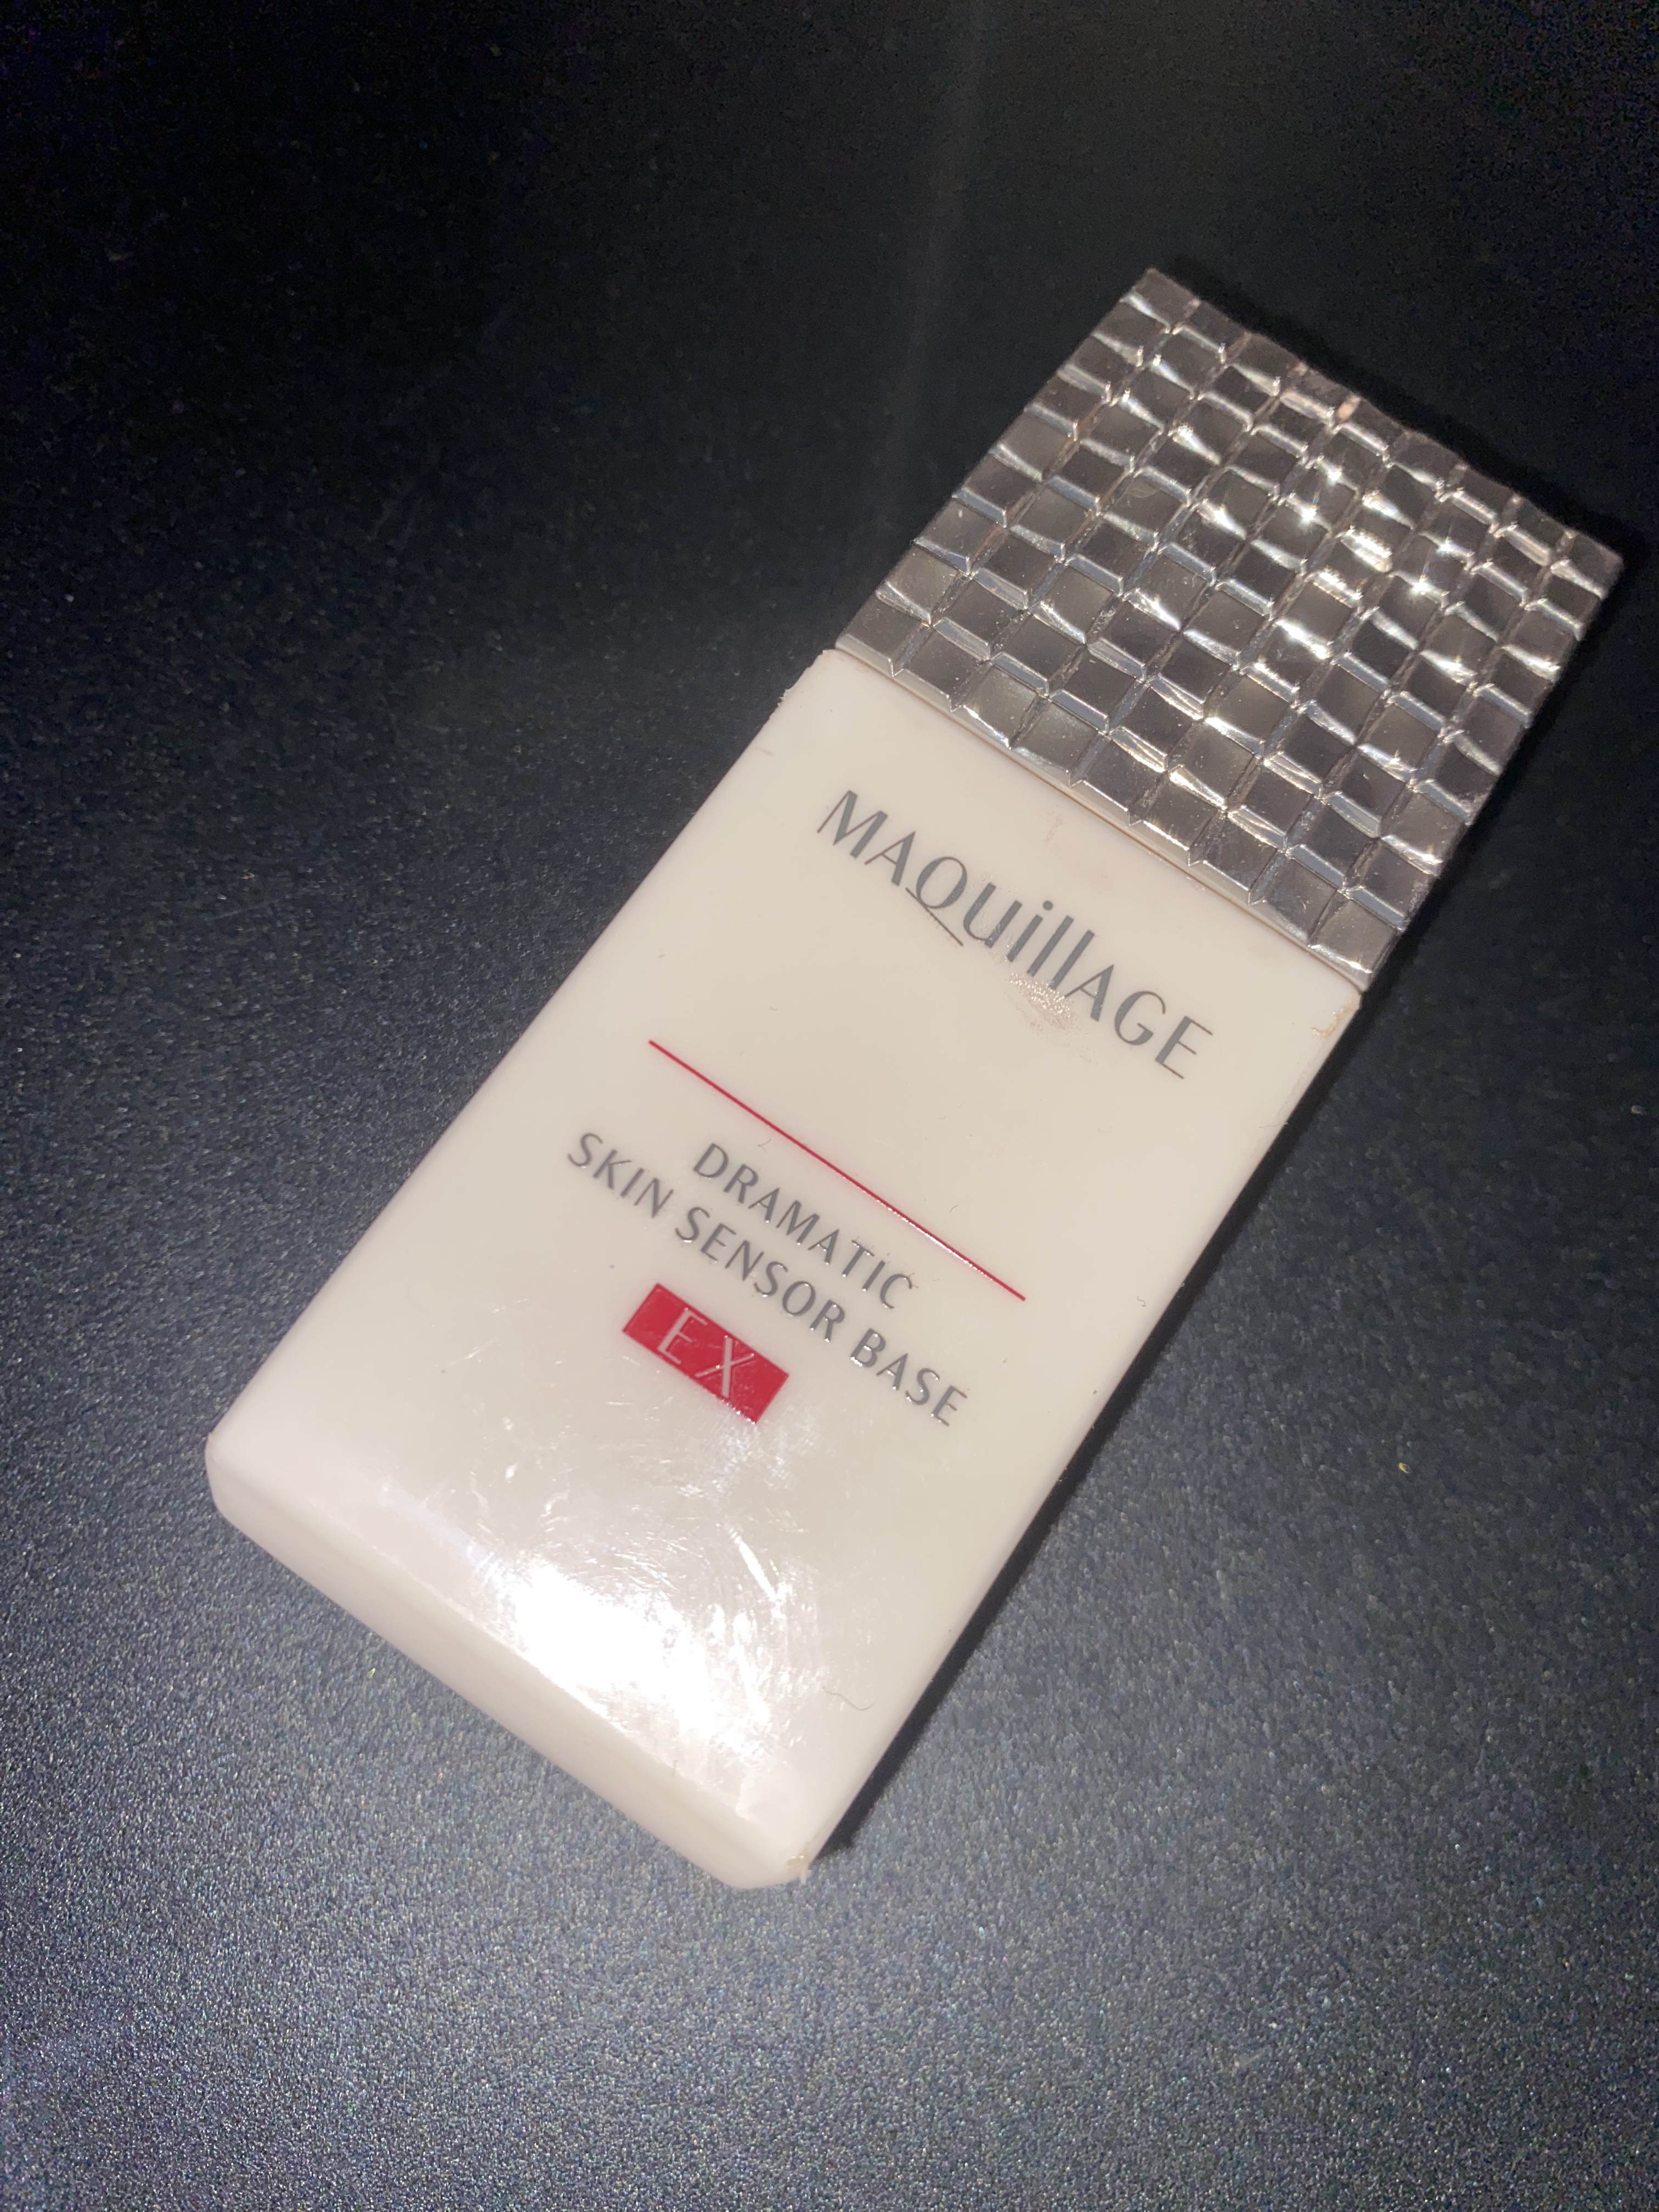 MAQuillAGE
DRAMATIC
SKIN SENSOR BASE
EX